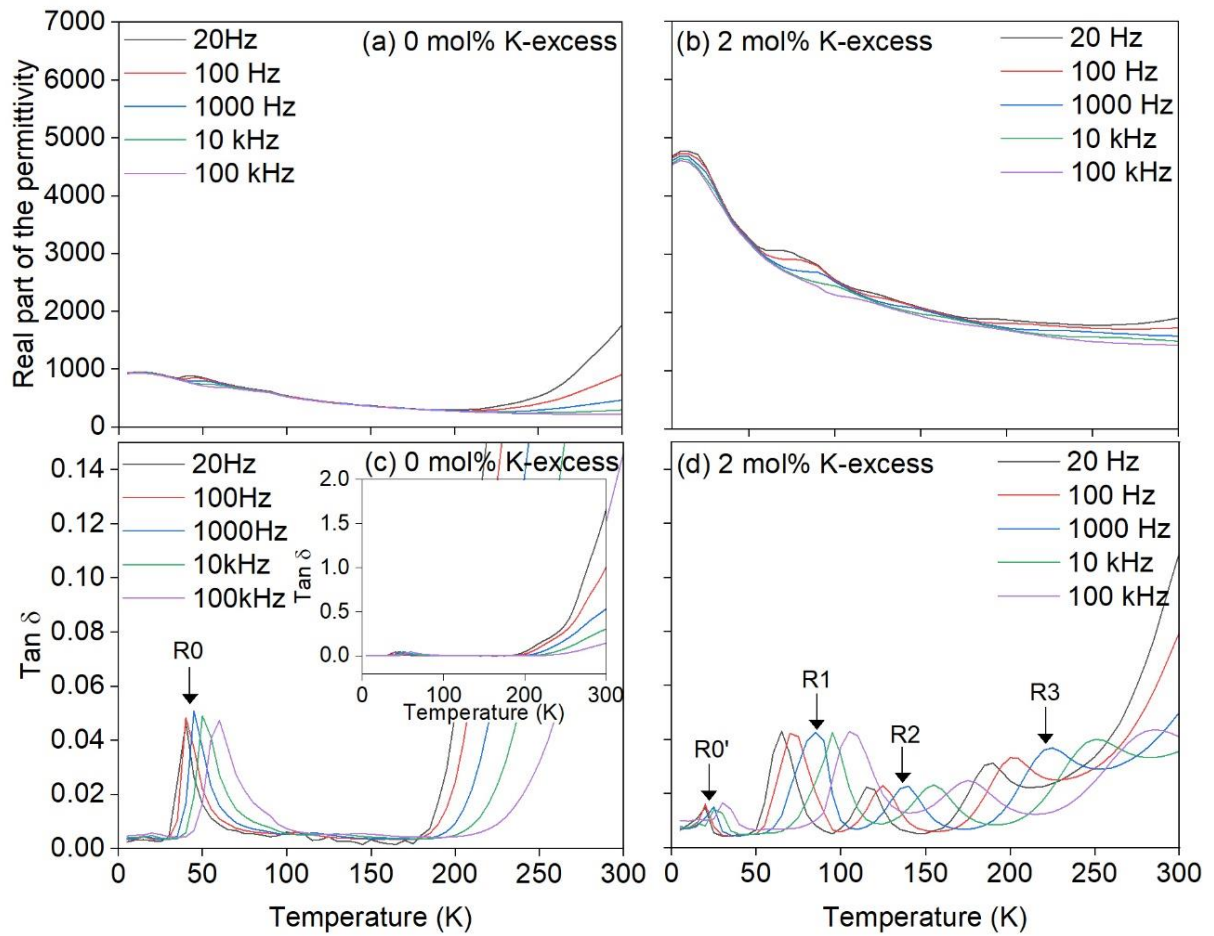 (a) 0 mol% K-excess
20Hz
100 Hz
1000 Hz
10 kHz
100 kHz
Real part of the permittivity
7000
6000
5000
4000
3000
2000
1000
0
(b) 2 mol% K-excess
20 Hz
100 Hz
1000 Hz
10 kHz
100 kHz
(c) 0 mol% K-excess
20Hz
100Hz
1000Hz
10kHz
100kHz
R0
Tan δ
0.14
0.12
0.10
0.08
0.06
0.04
0.02
0.00
0 50 100 150 200 250 300
Temperature (K)
Tan δ
2.0
1.5
1.0
0.5
0.0
0 100 200 300
Temperature (K)
(d) 2 mol% K-excess
20 Hz
100 Hz
1000 Hz
10 kHz
100 kHz
R0'
R1
R2
R3
50 100 150 200 250 300
Temperature (K)